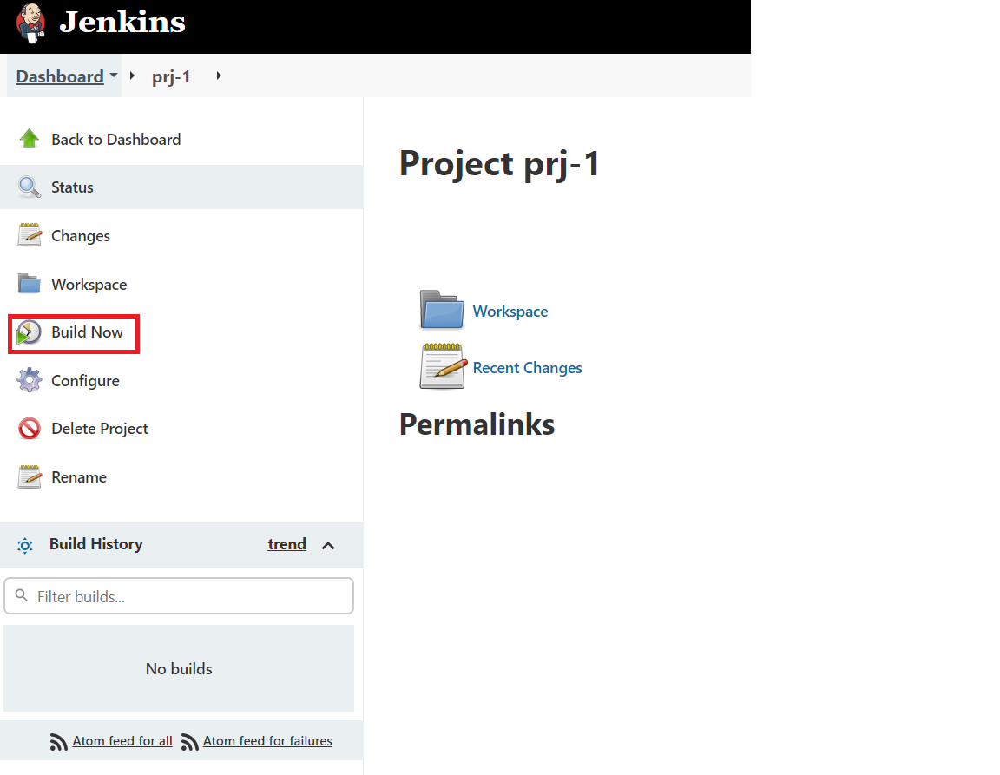 Jenkins
Dashboard prj-1
Back to Dashboard
Status
Changes
Workspace
Build Now
Configure
Delete Project
Rename
Build History trend
Filter builds...
No builds
Atom feed for all Atom feed for failures
Project prj-1
Workspace
Recent Changes
Permalinks